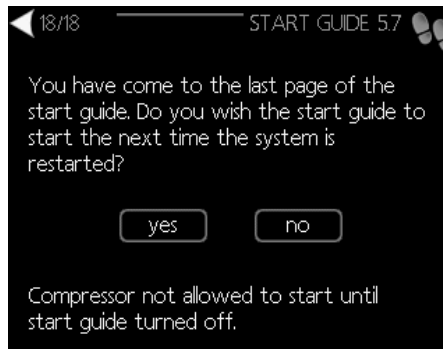 18/18 START GUIDE 5.7
You have come to the last page of the
start guide. Do you wish the start guide to
start the next time the system is
restarted?
yes no
Compressor not allowed to start until
start guide turned off.